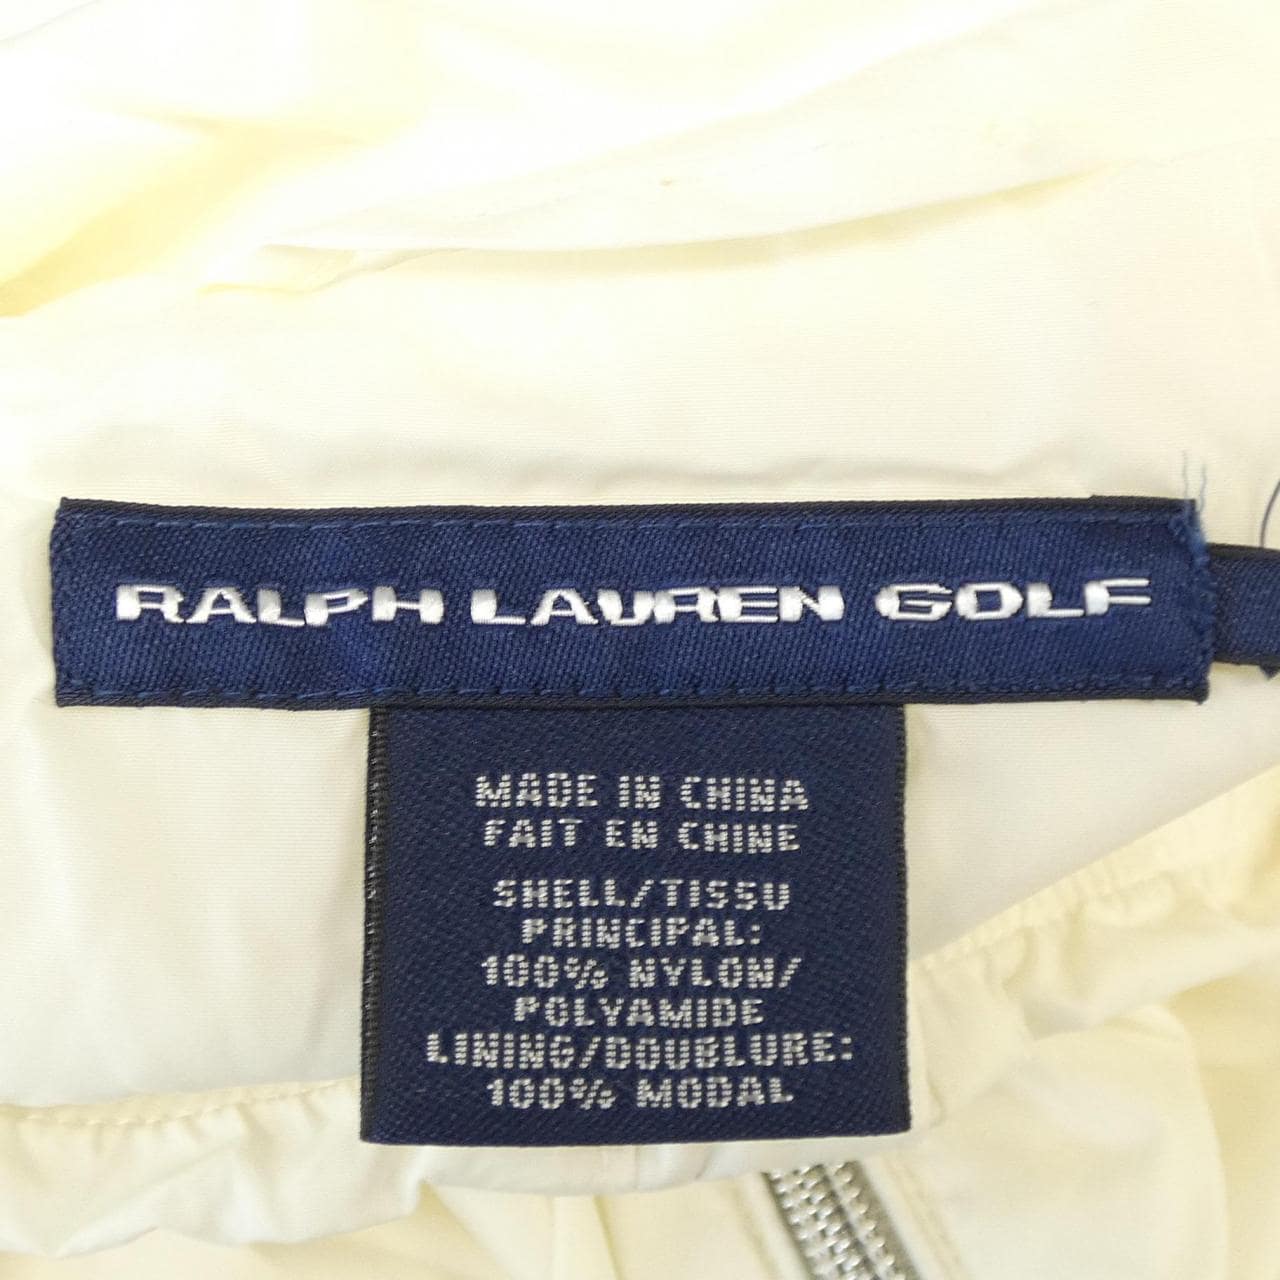 RALPH LAUREN GOLF
MADE IN CHINA
FAIT EN CHINE
SHELL/TISSU
PRINCIPAL:
100% NYLON/
POLYAMIDE
LINING/DOUBLURE:
100% MODAL